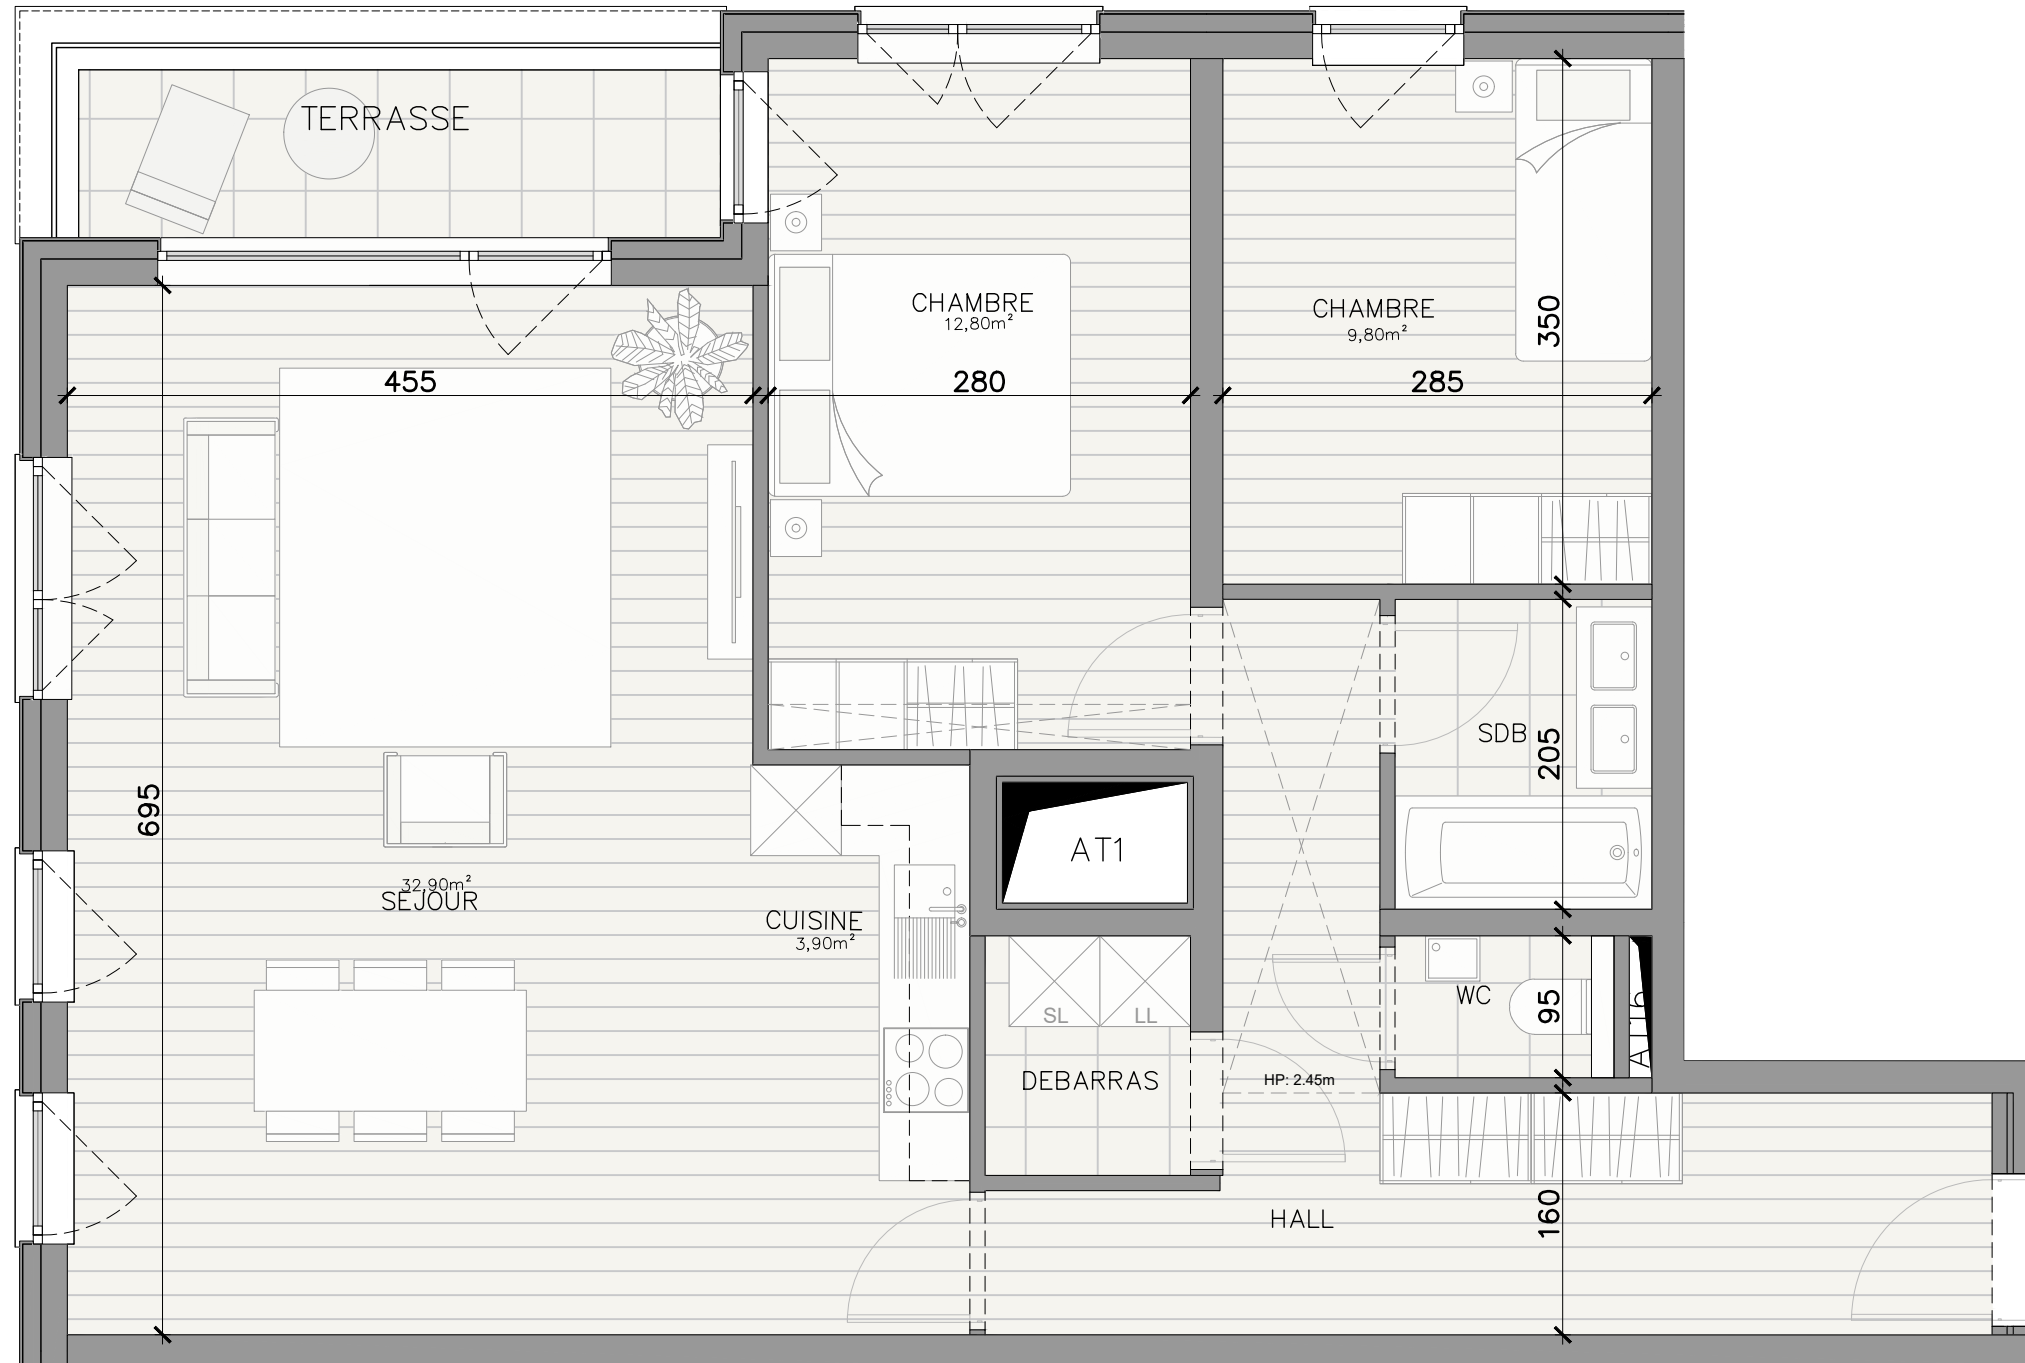 TERRASSE
CHAMBRE
12,80m²
CHAMBRE
9,80m²
350
455
280
285
695
SDB
205
AT1
32,90m²
SEJOUR
CUISINE
3,90m²
SL
LL
WC
95
DEBARRAS
HP: 2.45m
HALL
160